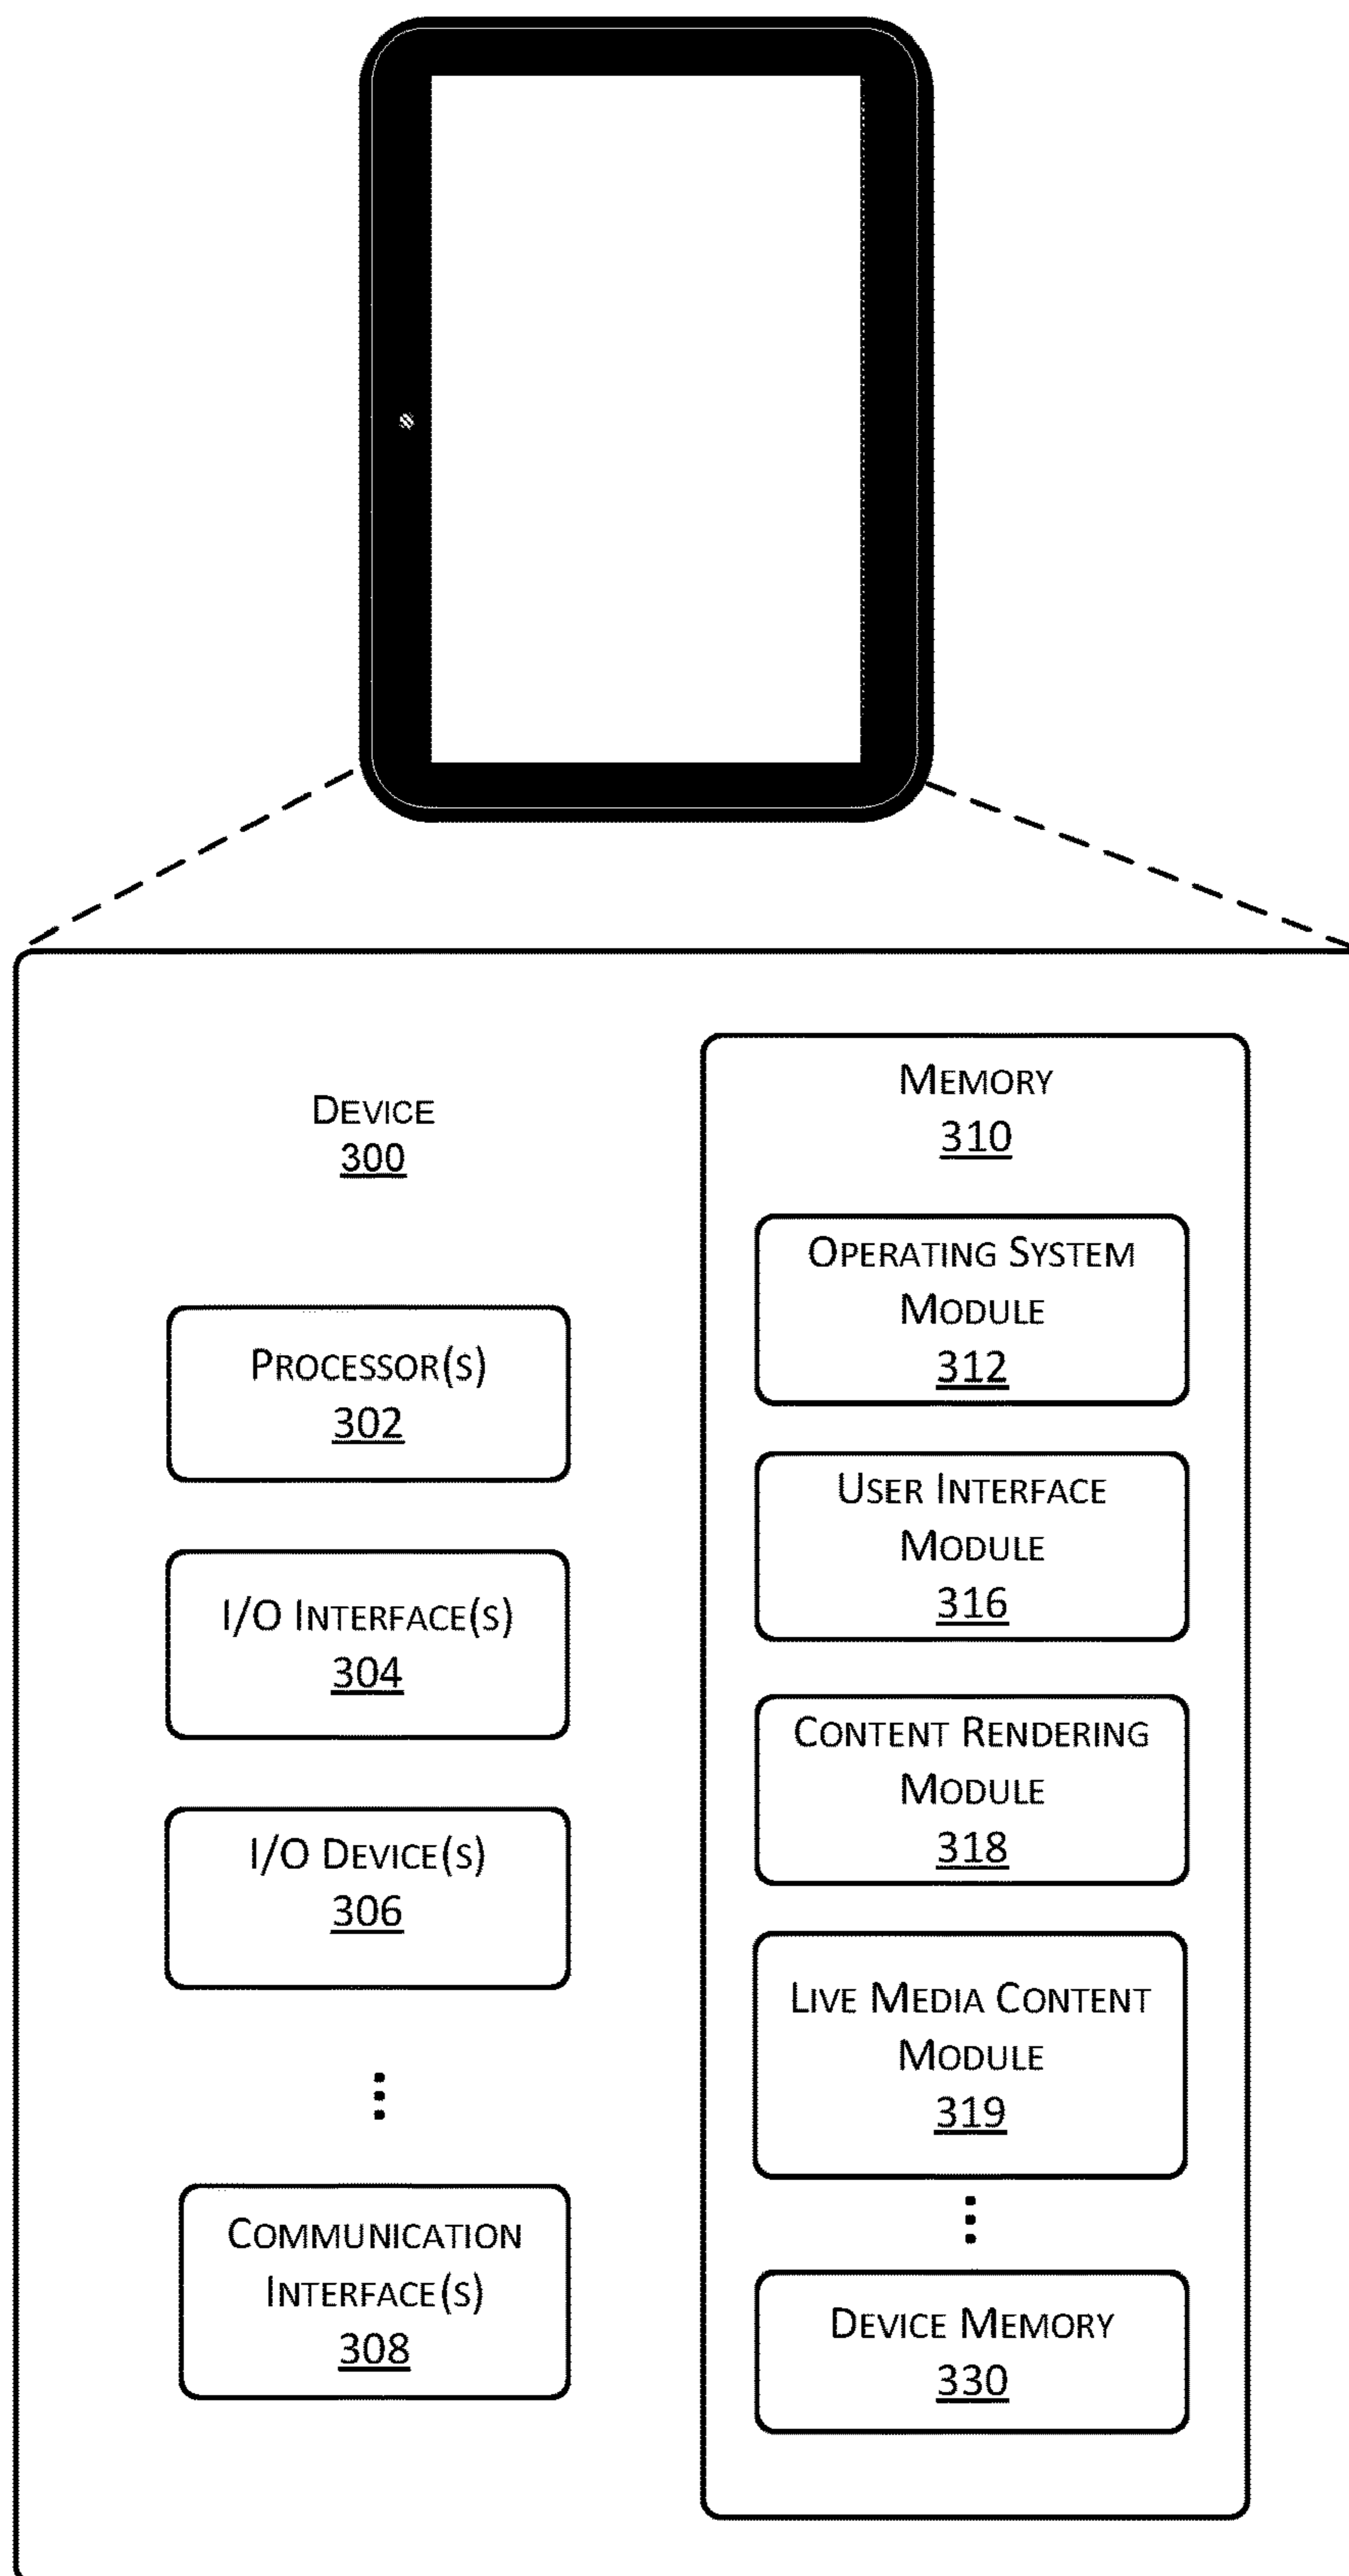 DEVICE
300
PROCESSOR(S)
302
I/O INTERFACE(S)
304
I/O DEVICE(S)
306
COMMUNICATION
INTERFACE(S)
308
MEMORY
310
OPERATING SYSTEM
MODULE
312
USER INTERFACE
MODULE
316
CONTENT RENDERING
MODULE
318
LIVE MEDIA CONTENT
MODULE
319
DEVICE MEMORY
330